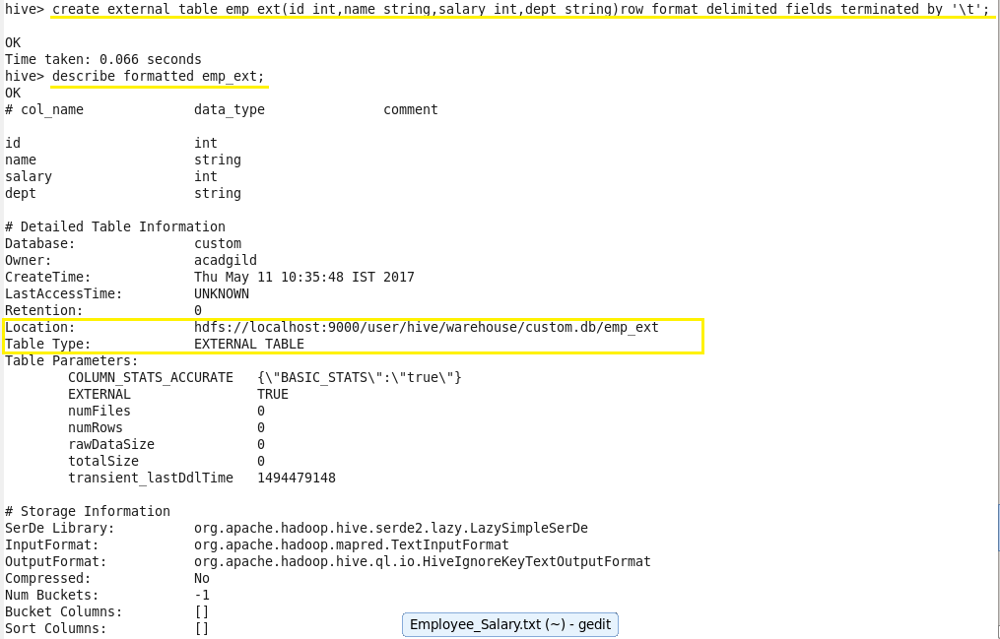 hive> create external table emp_ext(id int,name string,salary int,dept string)row format delimited fields terminated by '\t';
OK
Time taken: 0.066 seconds
hive> describe formatted emp_ext;
OK
# col_name data_type comment
id int
name string
salary int
dept string
# Detailed Table Information
Database: custom
Owner: acadgild
CreateTime: Thu May 11 10:35:48 IST 2017
LastAccessTime: UNKNOWN
Retention: 0
Location: hdfs://localhost:9000/user/hive/warehouse/custom.db/emp_ext
Table Type: EXTERNAL_TABLE
Table Parameters:
COLUMN_STATS_ACCURATE {\"BASIC_STATS\":\"true\"}
EXTERNAL TRUE
numFiles 0
numRows 0
rawDataSize 0
totalSize 0
transient_lastDdlTime 1494479148
# Storage Information
SerDe Library: org.apache.hadoop.hive.serde2.lazy.LazySimpleSerDe
InputFormat: org.apache.hadoop.mapred.TextInputFormat
OutputFormat: org.apache.hadoop.hive.ql.io.HiveIgnoreKeyTextOutputFormat
Compressed: No
Num Buckets: -1
Bucket Columns: []
Sort Columns: []
Employee_Salary.txt (~) - gedit